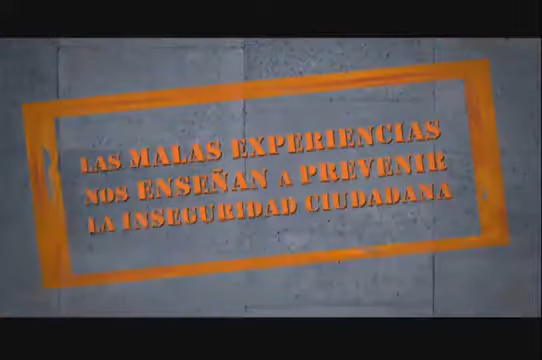 LAS MALAS EXPERIENCIAS
NOS ENSEÑAN A PREVENIR
LA INSEGURIDAD CIUDADANA